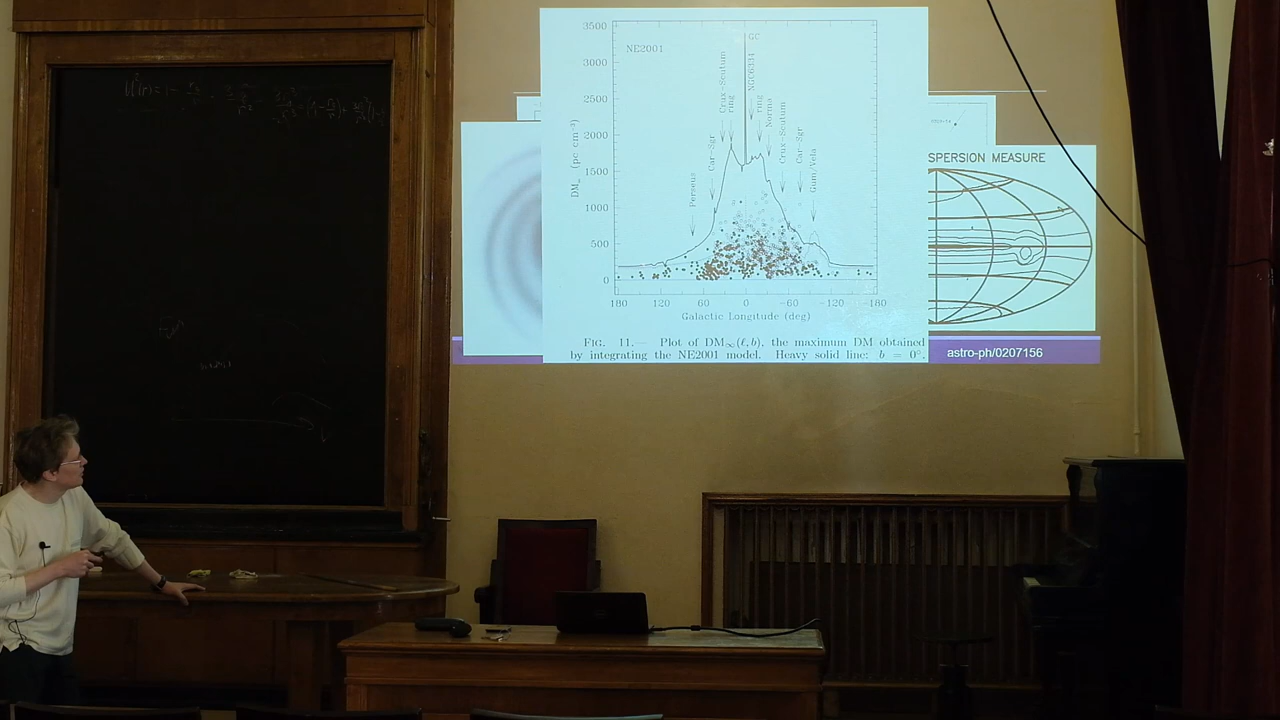 NE2001
3500
3000
2500
2000
1500
1000
500
0
DM∞ (pc cm⁻³)
Perseus
Car-Sgr
Crux-Scutum
ring
GC
NGC6334
ring
Norma
Crux-Scutum
Car-Sgr
Gum/Vela
180 120 60 0 -60 -120 -180
Galactic Longitude (deg)
FIG. 11.— Plot of DM∞(ℓ, b), the maximum DM obtained
by integrating the NE2001 model. Heavy solid line: b = 0°.
SPERSION MEASURE
astro-ph/0207156